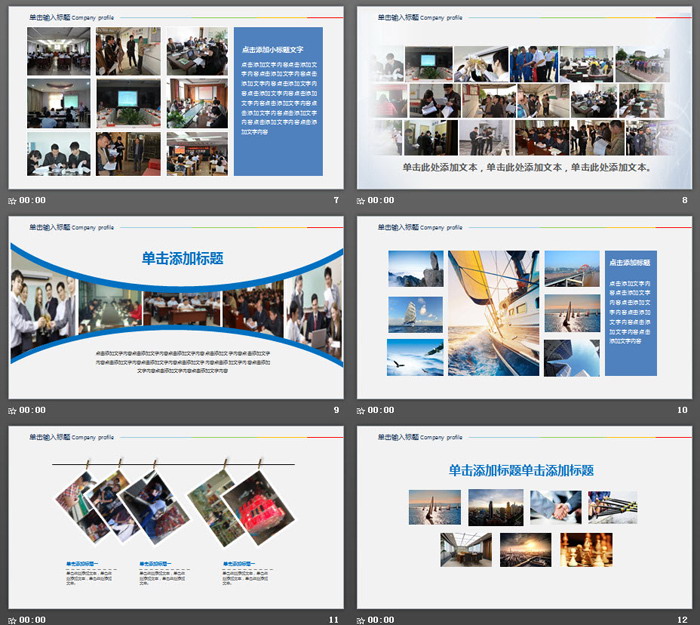 单击输入标题 Company profile
点击添加小标题文字
点击添加文字内容点击添加文字内容点击添加文字内容点击添加文字内容点击添加文字内容点击添加文字内容点击添加文字内容点击添加文字内容点击添加文字内容
00:00 7
单击输入标题 Company profile
单击此处添加文本，单击此处添加文本，单击此处添加文本。
00:00 8
单击输入标题 Company profile
单击添加标题
点击添加文字内容点击添加文字内容点击添加文字内容点击添加文字内容点击添加文字
内容点击添加文字内容点击添加文字内容点击添加文字内容点击添加文字内容点击添加
文字内容点击添加文字内容点击添加文字内容
00:00 9
单击输入标题 Company profile
点击添加标题
点击添加文字内
容点击添加文字
内容点击添加文
字内容点击添加
文字内容点击添
加文字内容点击
添加文字内容
00:00 10
单击输入标题 Company profile
单击添加标题一
单击添加标题一
单击添加标题一
00:00 11
单击输入标题 Company profile
单击添加标题单击添加标题
00:00 12